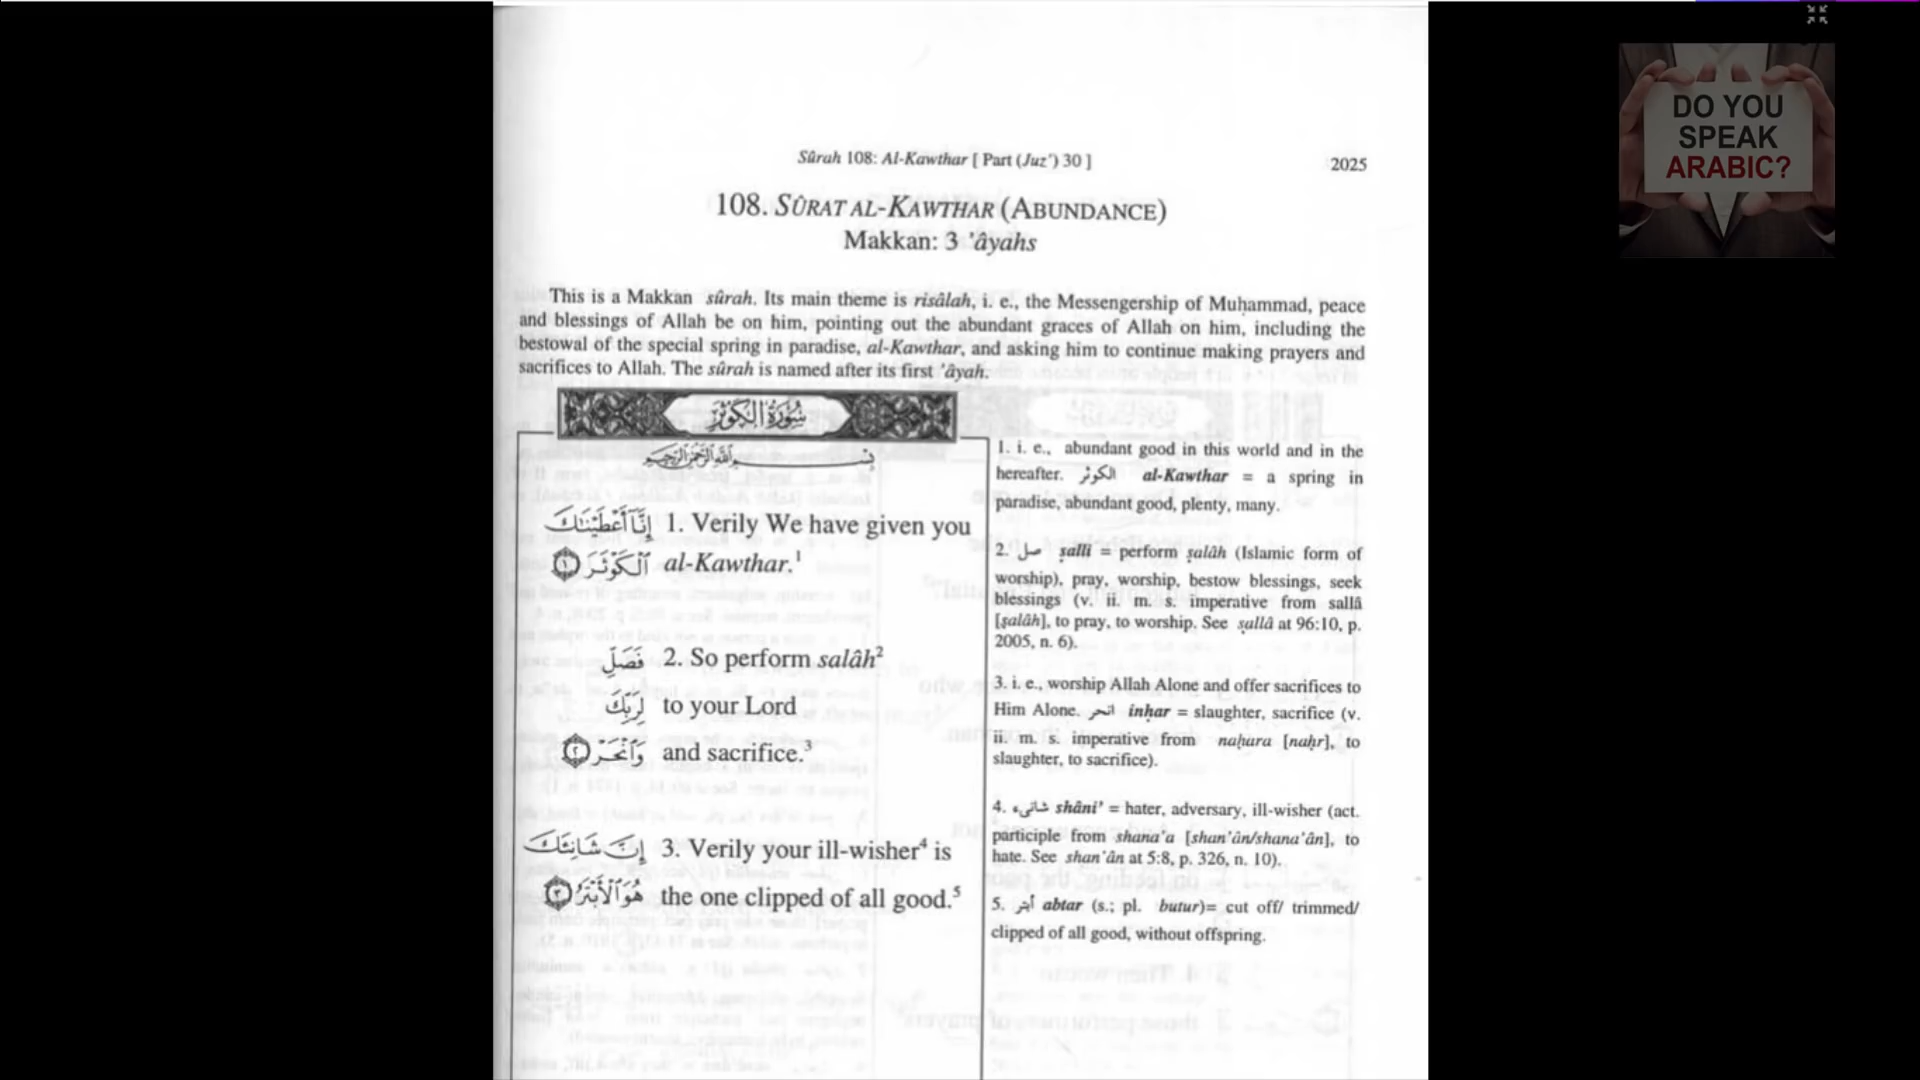 Sûrah 108: Al-Kawthar [ Part (Juz’) 30 ] 2025
108. SÛRAT AL-KAWTHAR (ABUNDANCE)
Makkan: 3 ’âyahs
This is a Makkan sûrah. Its main theme is risâlah, i. e., the Messengership of Muḥammad, peace
and blessings of Allah be on him, pointing out the abundant graces of Allah on him, including the
bestowal of the special spring in paradise, al-Kawthar, and asking him to continue making prayers and
sacrifices to Allah. The sûrah is named after its first ’âyah.
سُورَةُ الكَوْثَرِ
بِسْمِ اللَّهِ الرَّحْمَٰنِ الرَّحِيمِ
إِنَّآ أَعْطَيْنَـٰكَ 1. Verily We have given you
ٱلْكَوْثَرَ ١ al-Kawthar.1
فَصَلِّ 2. So perform salâh2
لِرَبِّكَ to your Lord
وَٱنْحَرْ ٢ and sacrifice.3
إِنَّ شَانِئَكَ 3. Verily your ill-wisher4 is
هُوَ ٱلْأَبْتَرُ ٣ the one clipped of all good.5
1. i. e., abundant good in this world and in the
hereafter. الكوثر al-Kawthar = a spring in
paradise, abundant good, plenty, many.
2. صل ṣalli = perform ṣalâh (Islamic form of
worship), pray, worship, bestow blessings, seek
blessings (v. ii. m. s. imperative from sallâ
[ṣalâh], to pray, to worship. See ṣallâ at 96:10, p.
2005, n. 6).
3. i. e., worship Allah Alone and offer sacrifices to
Him Alone. انحر inḥar = slaughter, sacrifice (v.
ii. m. s. imperative from naḥara [naḥr], to
slaughter, to sacrifice).
4. شانىء shâni’ = hater, adversary, ill-wisher (act.
participle from shana’a [shan’ân/shana’ân], to
hate. See shan’ân at 5:8, p. 326, n. 10).
5. أبتر abtar (s.; pl. butur)= cut off/ trimmed/
clipped of all good, without offspring.
DO YOU
SPEAK
ARABIC?